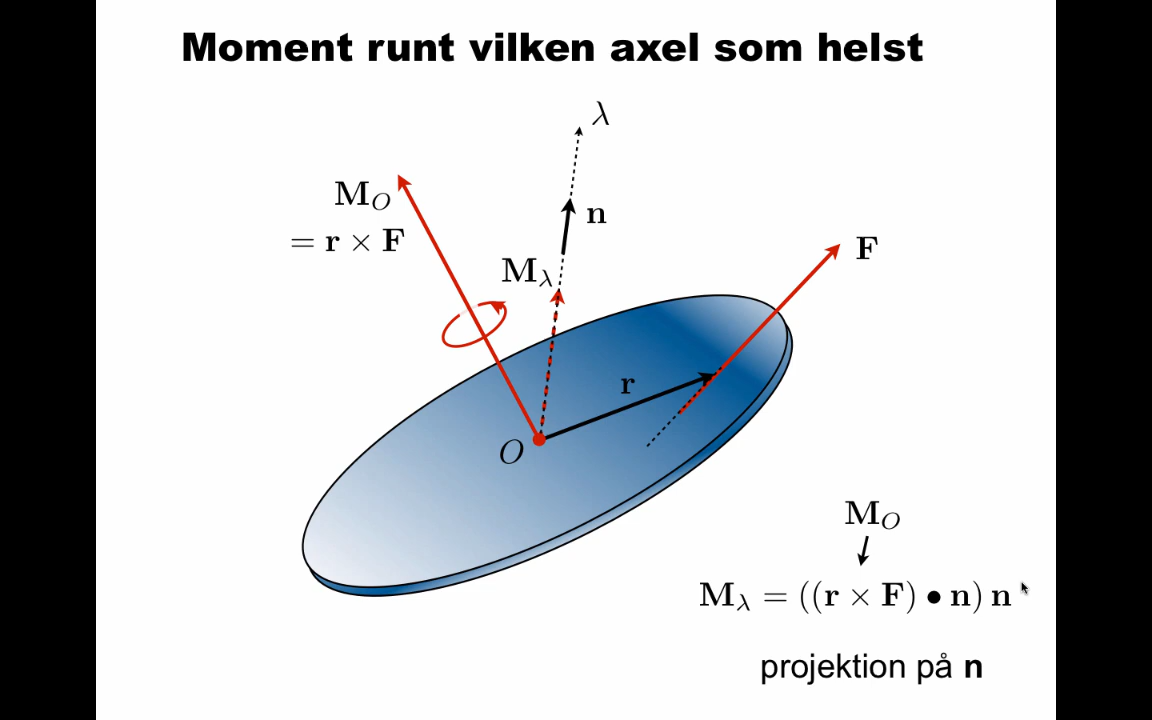 Moment runt vilken axel som helst
λ
M_O
= r × F
n
M_λ
F
r
O
M_O
M_λ = ((r × F) • n) n
projektion på n